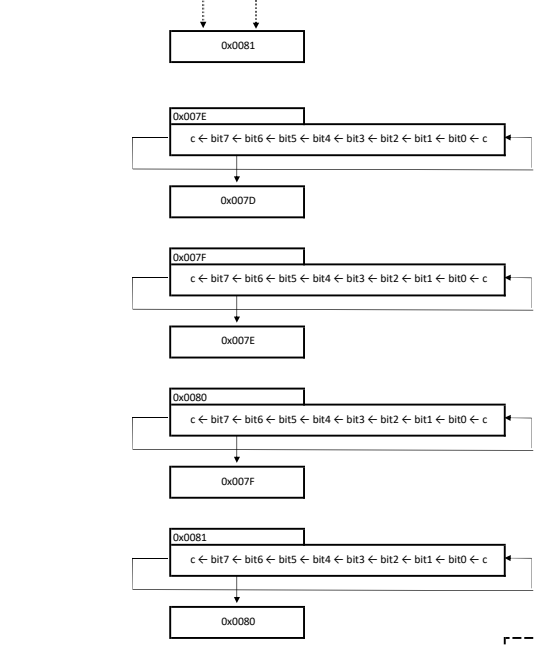 0x0081
0x007E
c ← bit7 ← bit6 ← bit5 ← bit4 ← bit3 ← bit2 ← bit1 ← bit0 ← c
0x007D
0x007F
c ← bit7 ← bit6 ← bit5 ← bit4 ← bit3 ← bit2 ← bit1 ← bit0 ← c
0x007E
0x0080
c ← bit7 ← bit6 ← bit5 ← bit4 ← bit3 ← bit2 ← bit1 ← bit0 ← c
0x007F
0x0081
c ← bit7 ← bit6 ← bit5 ← bit4 ← bit3 ← bit2 ← bit1 ← bit0 ← c
0x0080